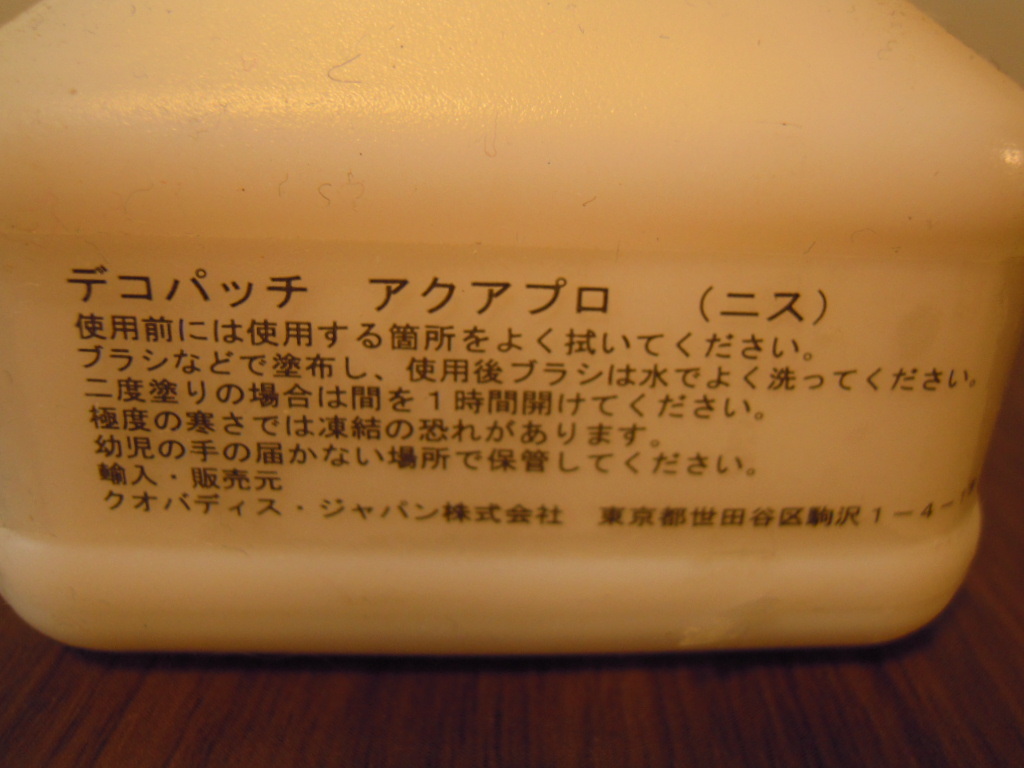 デコパッチ　アクアプロ　（ニス）
使用前には使用する箇所をよく拭いてください。
ブラシなどで塗布し、使用後ブラシは水でよく洗ってください。
二度塗りの場合は間を１時間開けてください。
極度の寒さでは凍結の恐れがあります。
幼児の手の届かない場所で保管してください。
輸入・販売元
クオバディス・ジャパン株式会社　東京都世田谷区駒沢１－４－